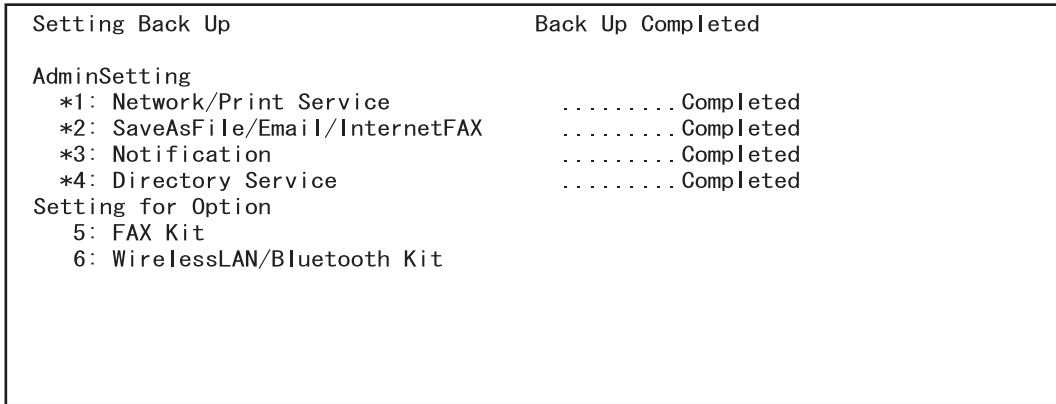 Setting Back Up Back Up Completed
AdminSetting
*1: Network/Print Service .........Completed
*2: SaveAsFile/Email/InternetFAX .........Completed
*3: Notification .........Completed
*4: Directory Service .........Completed
Setting for Option
5: FAX Kit
6: WirelessLAN/Bluetooth Kit